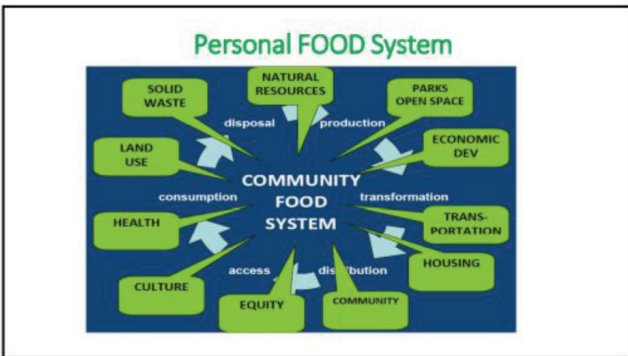 Personal FOOD System
NATURAL
RESOURCES
SOLID
WASTE
PARKS
OPEN SPACE
disposal
production
ECONOMIC
DEV
LAND
USE
COMMUNITY
FOOD
SYSTEM
consumption
transformation
HEALTH
TRANS-
PORTATION
HOUSING
access
distribution
CULTURE
EQUITY
COMMUNITY